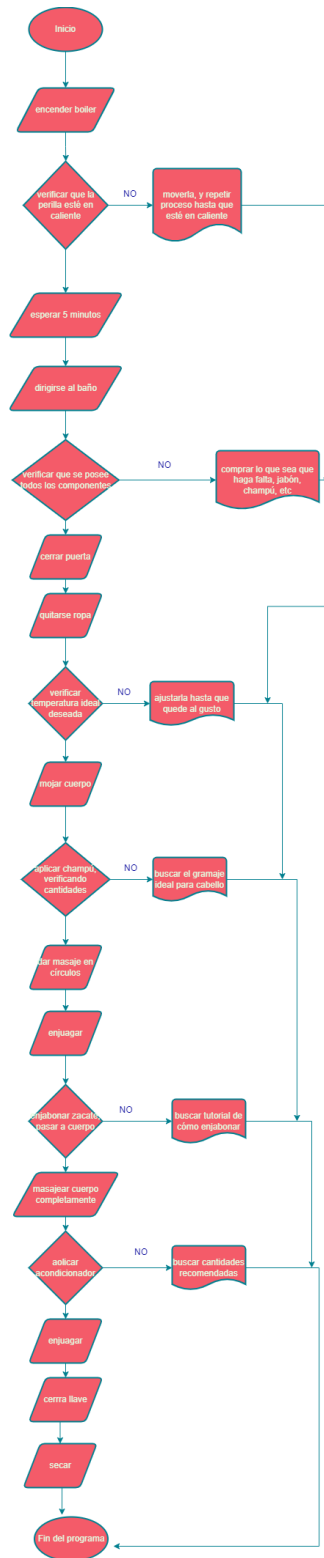 Inicio
encender boiler
verificar que la
perilla esté en
caliente
NO
moverla, y repetir
proceso hasta que
esté en caliente
esperar 5 minutos
dirigirse al baño
verificar que se posee
todos los componentes
NO
comprar lo que sea que
haga falta, jabón,
champú, etc
cerrar puerta
quitarse ropa
verificar
temperatura ideal
deseada
NO
ajustarla hasta que
quede al gusto
mojar cuerpo
aplicar champú,
verificando
cantidades
NO
buscar el gramaje
ideal para cabello
dar masaje en
círculos
enjuagar
enjabonar zacate,
pasar a cuerpo
NO
buscar tutorial de
cómo enjabonar
masajear cuerpo
completamente
aolicar
acondicionador
NO
buscar cantidades
recomendadas
enjuagar
cerrra llave
secar
Fin del programa